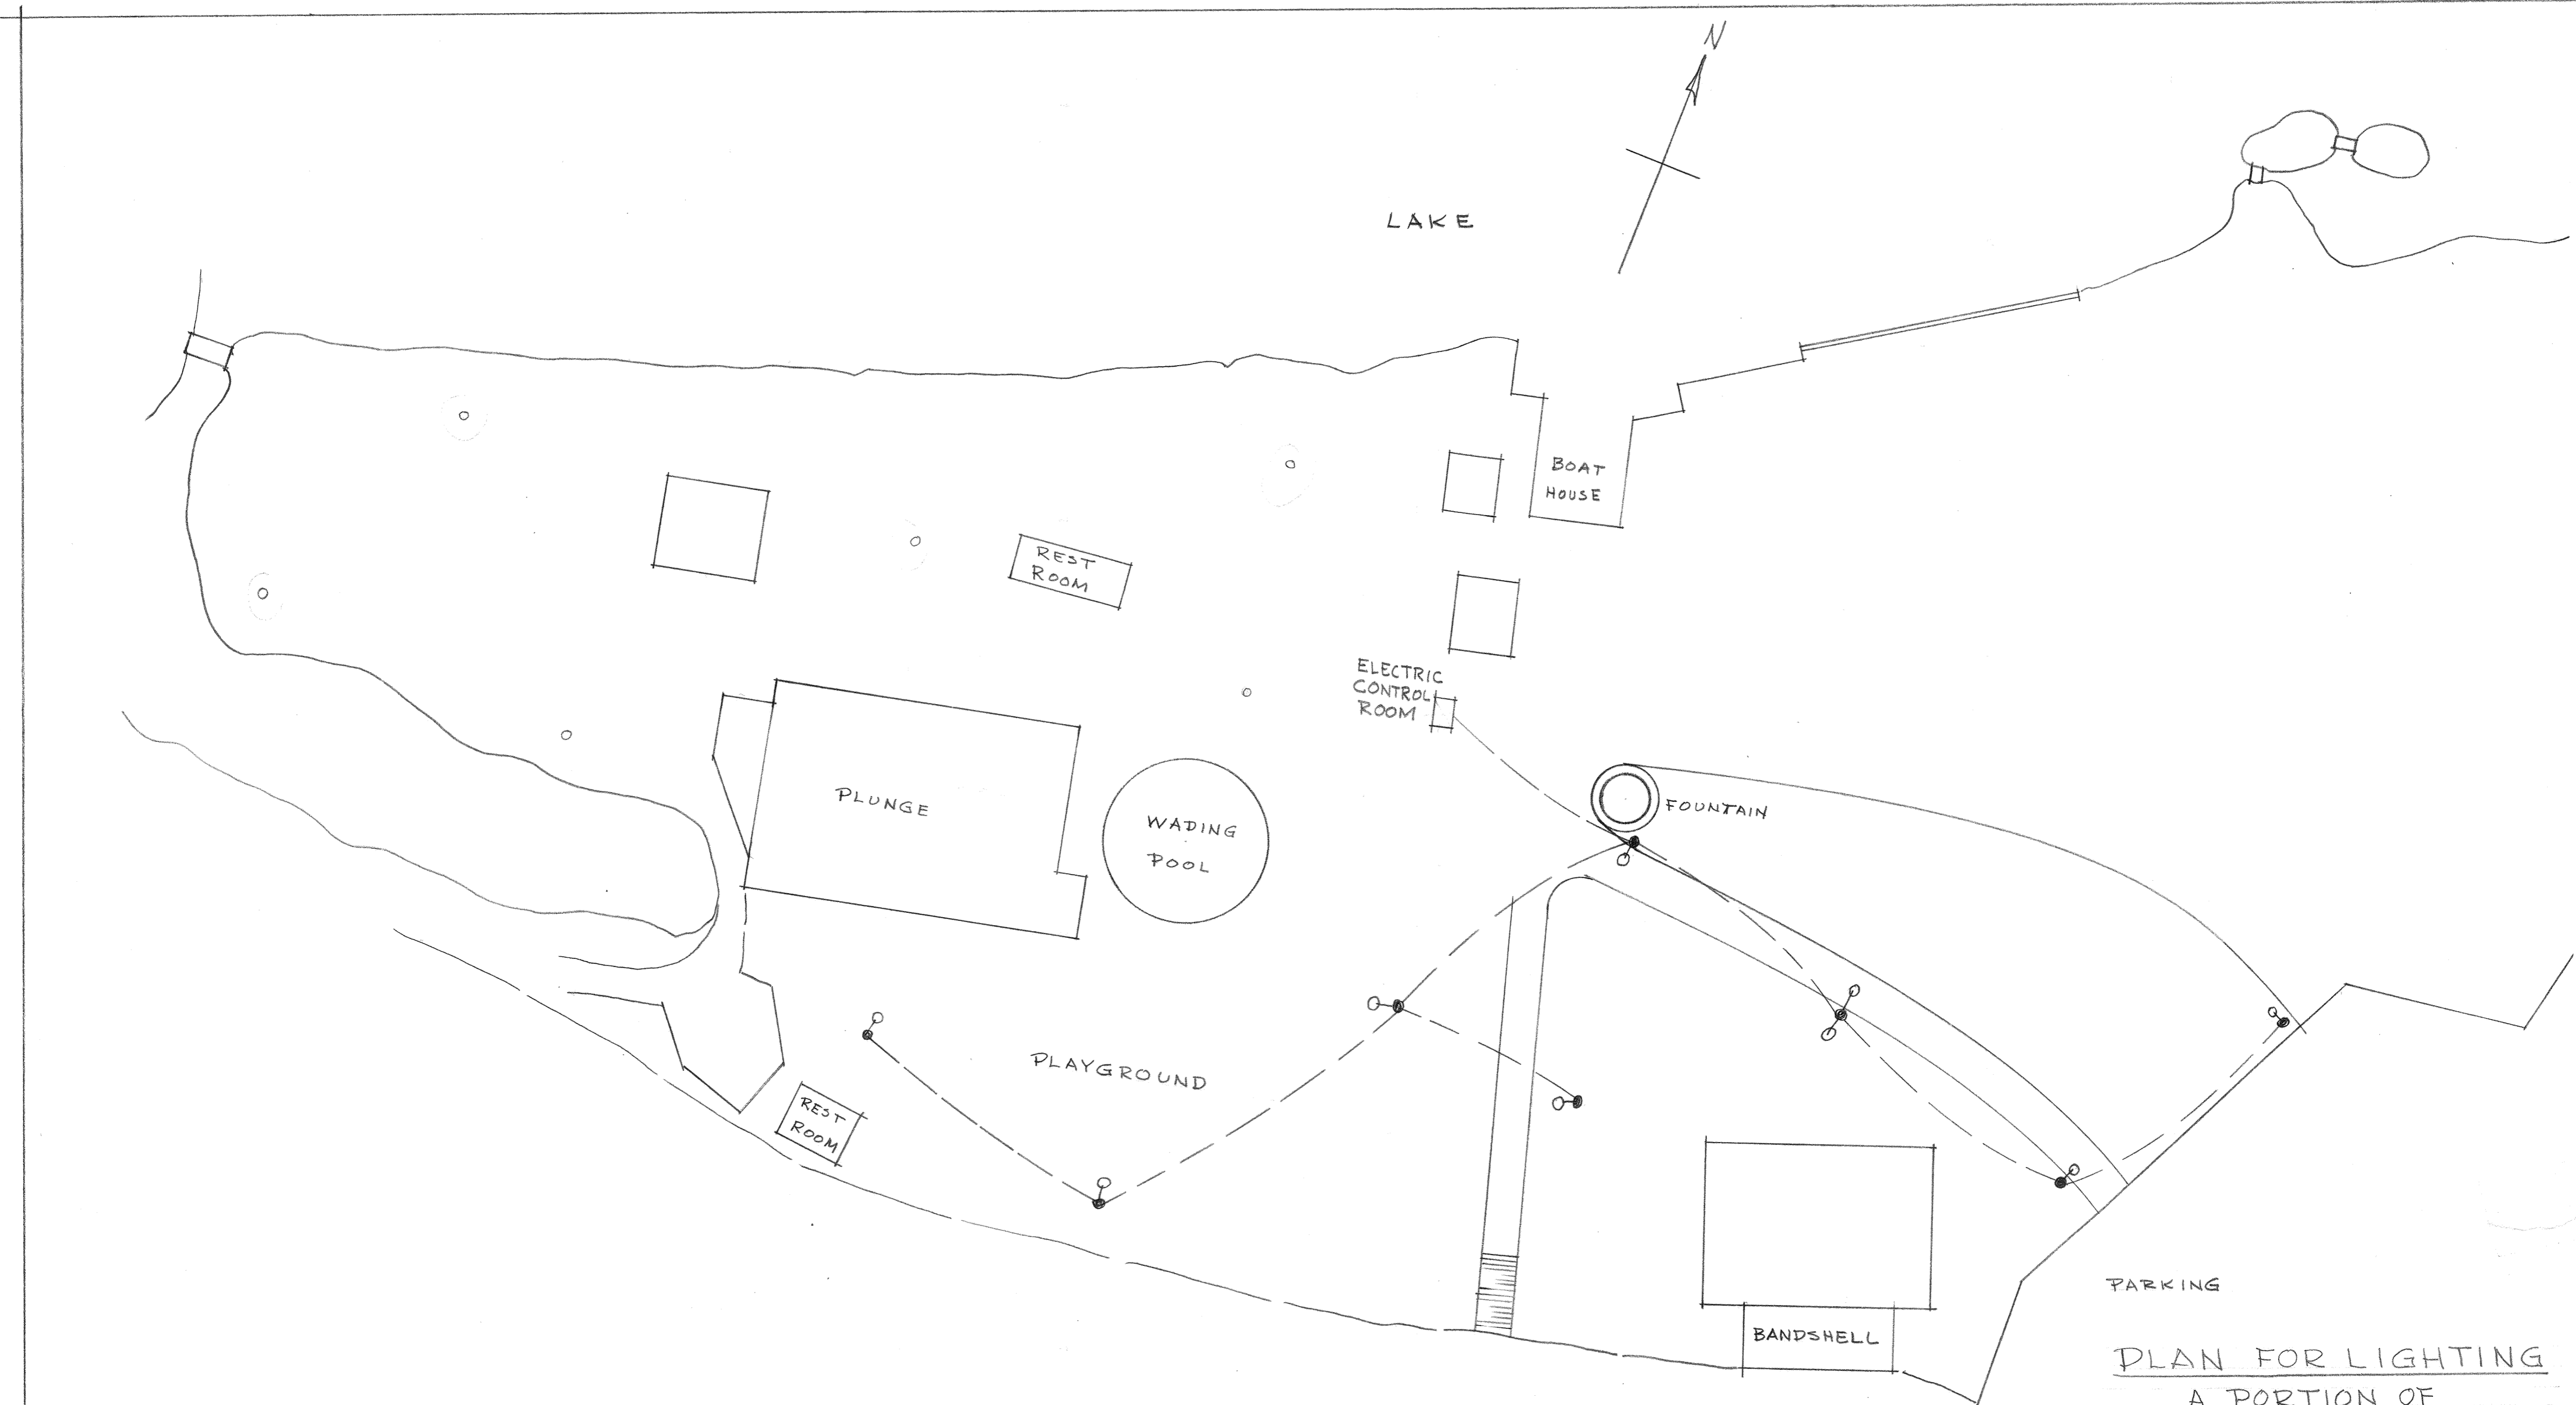 N
LAKE
BOAT
HOUSE
REST
ROOM
ELECTRIC
CONTROL
ROOM
PLUNGE
WADING
POOL
FOUNTAIN
PLAYGROUND
REST
ROOM
PARKING
BANDSHELL
PLAN FOR LIGHTING
A PORTION OF